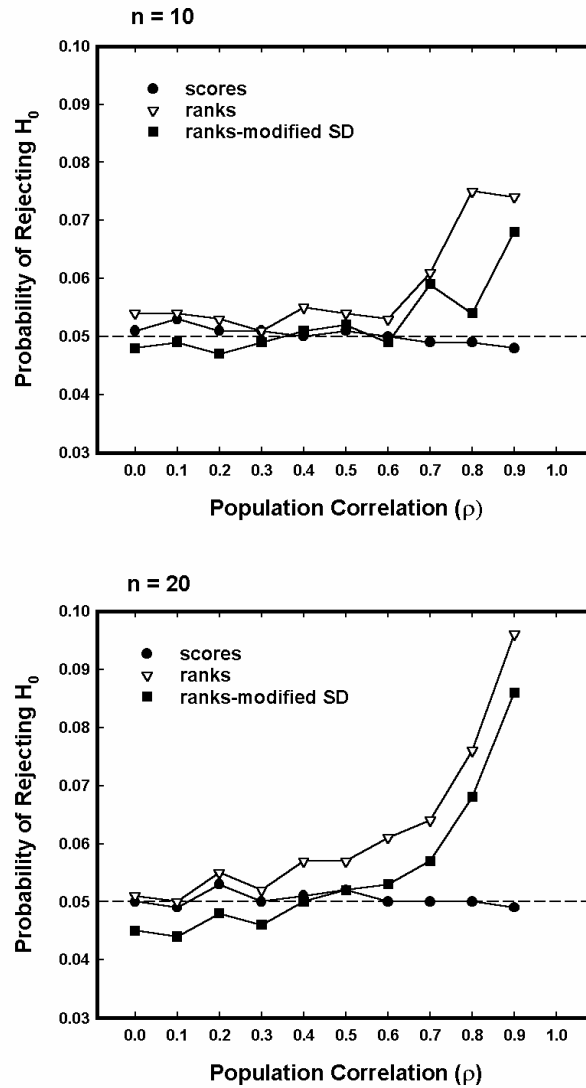 n = 10
0.10
0.09
0.08
0.07
0.06
0.05
0.04
0.03
Probability of Rejecting H0
scores
ranks
ranks-modified SD
0.0 0.1 0.2 0.3 0.4 0.5 0.6 0.7 0.8 0.9 1.0
Population Correlation (ρ)
n = 20
0.10
0.09
0.08
0.07
0.06
0.05
0.04
0.03
Probability of Rejecting H0
scores
ranks
ranks-modified SD
0.0 0.1 0.2 0.3 0.4 0.5 0.6 0.7 0.8 0.9 1.0
Population Correlation (ρ)